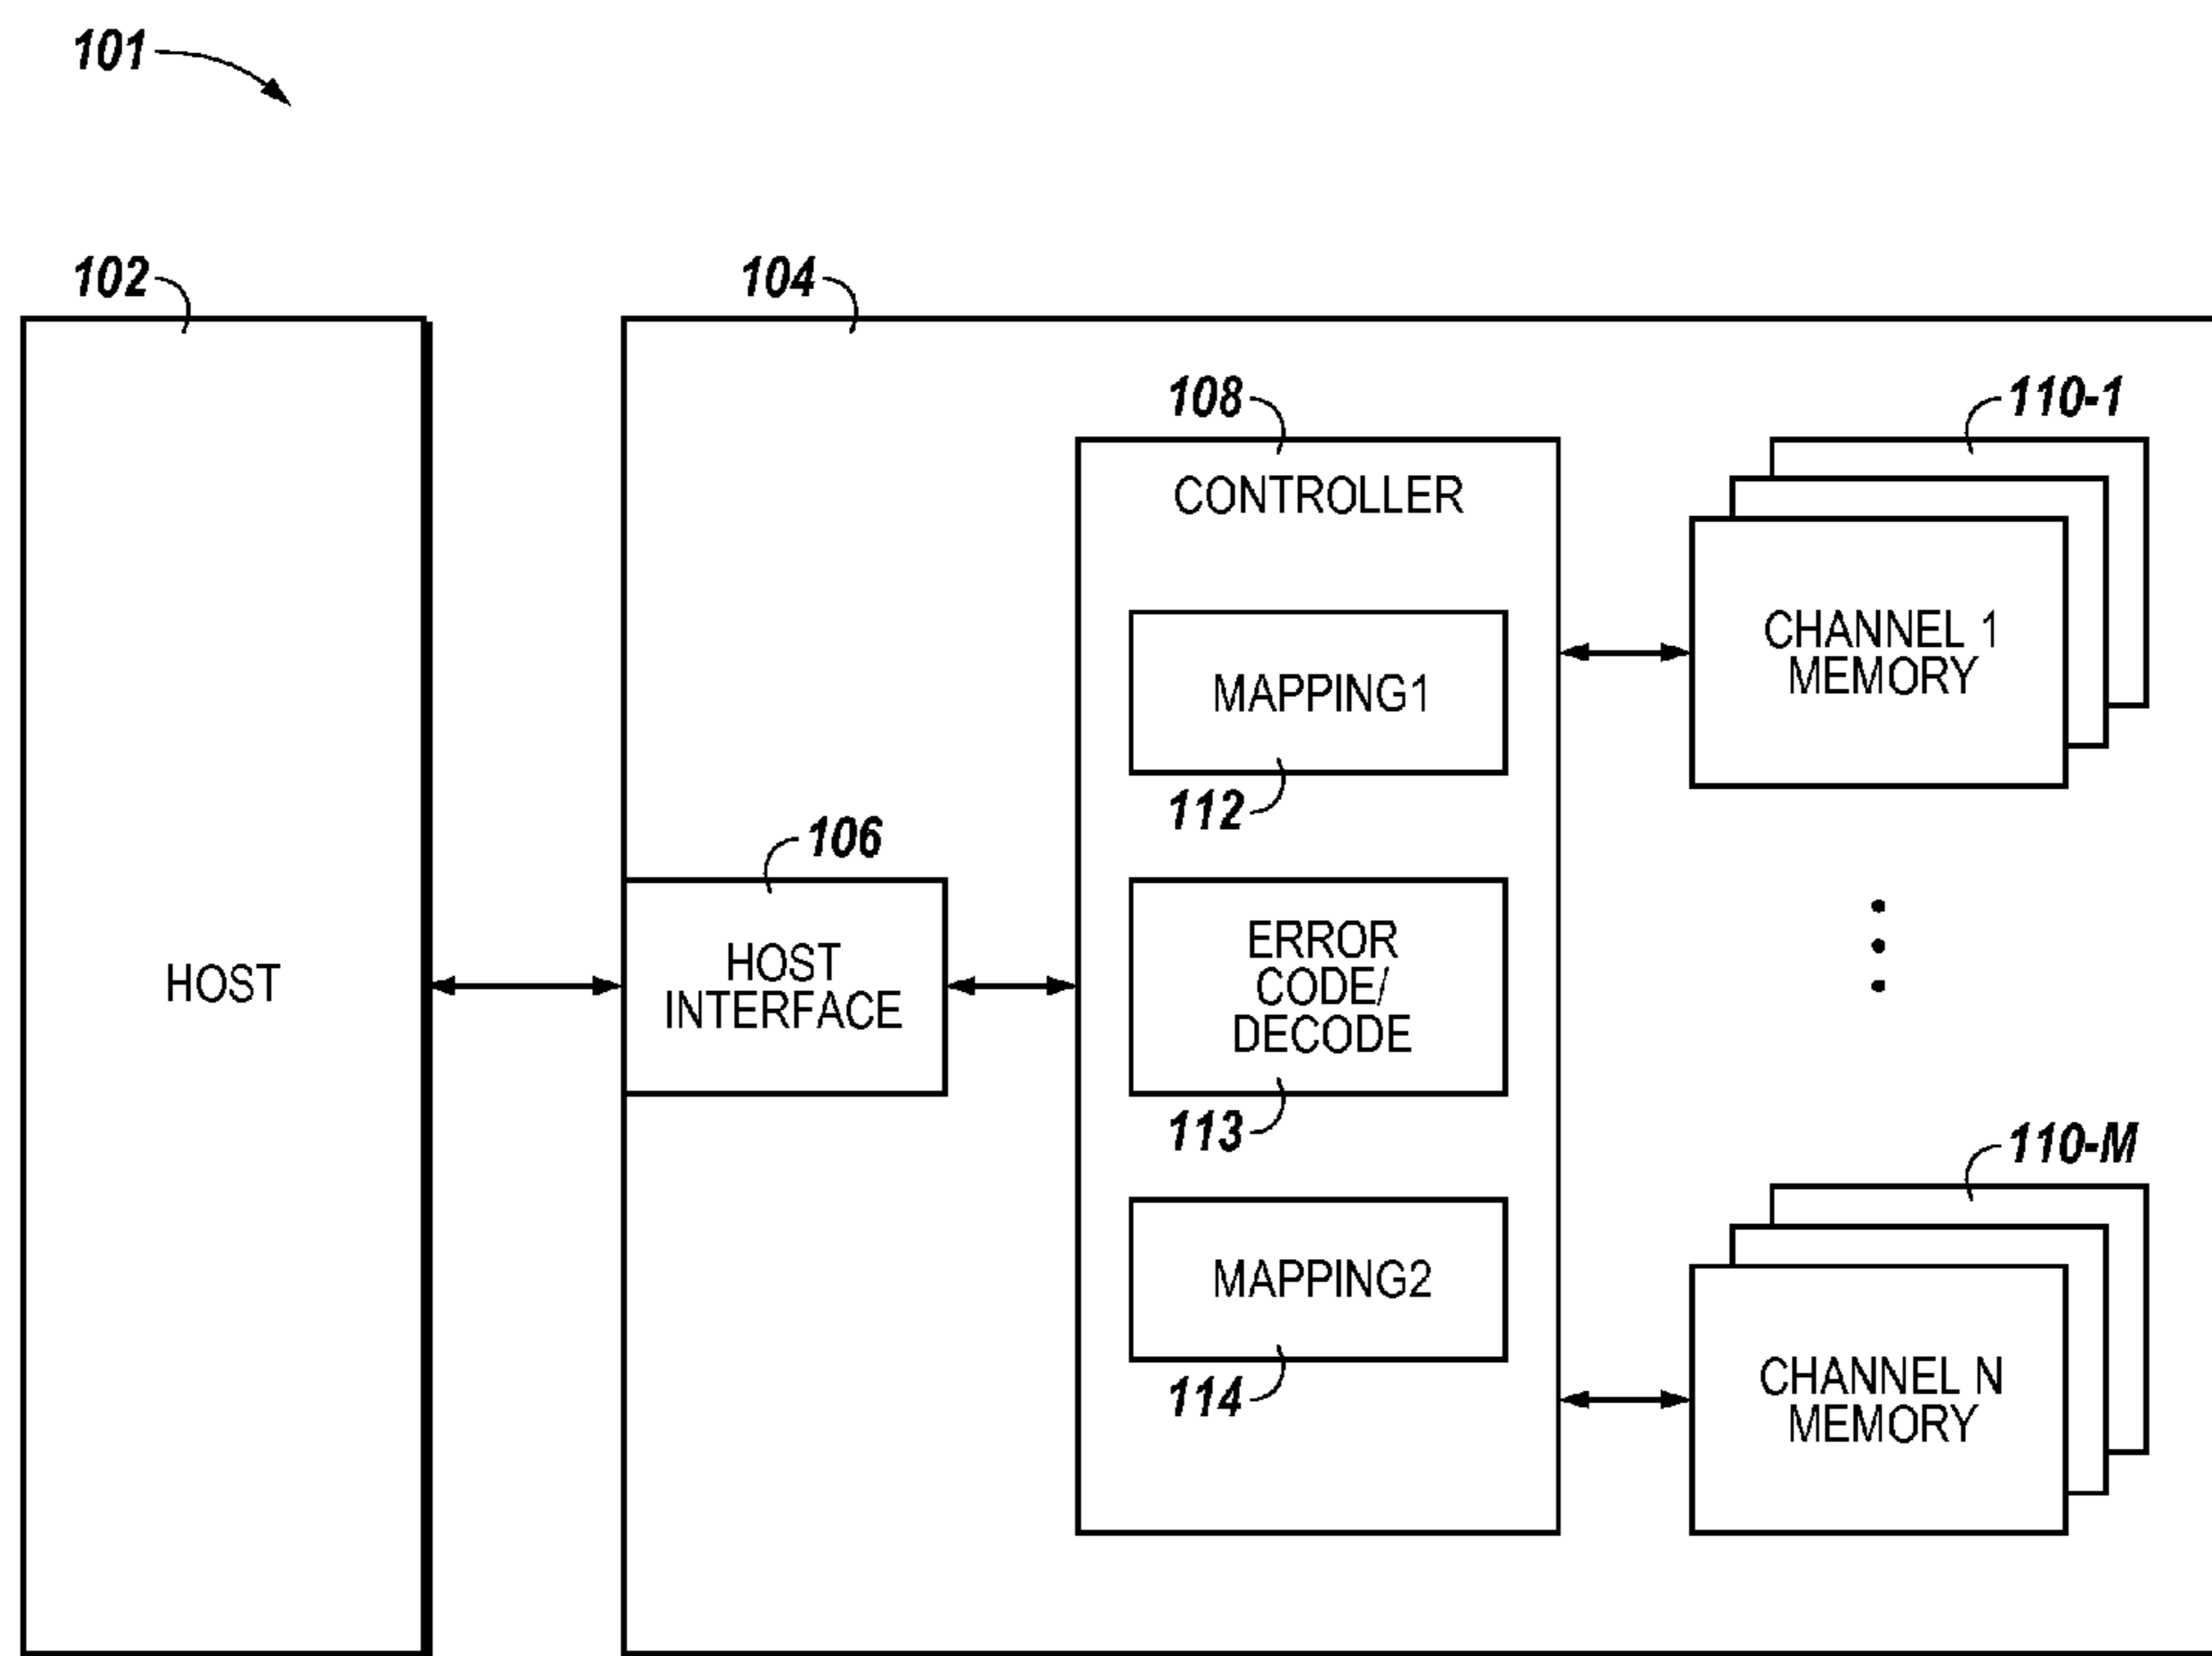 101
102
104
108
110-1
CONTROLLER
CHANNEL 1
MEMORY
MAPPING1
112
106
HOST
HOST
INTERFACE
ERROR
CODE/
DECODE
113
110-M
MAPPING2
114
CHANNEL N
MEMORY